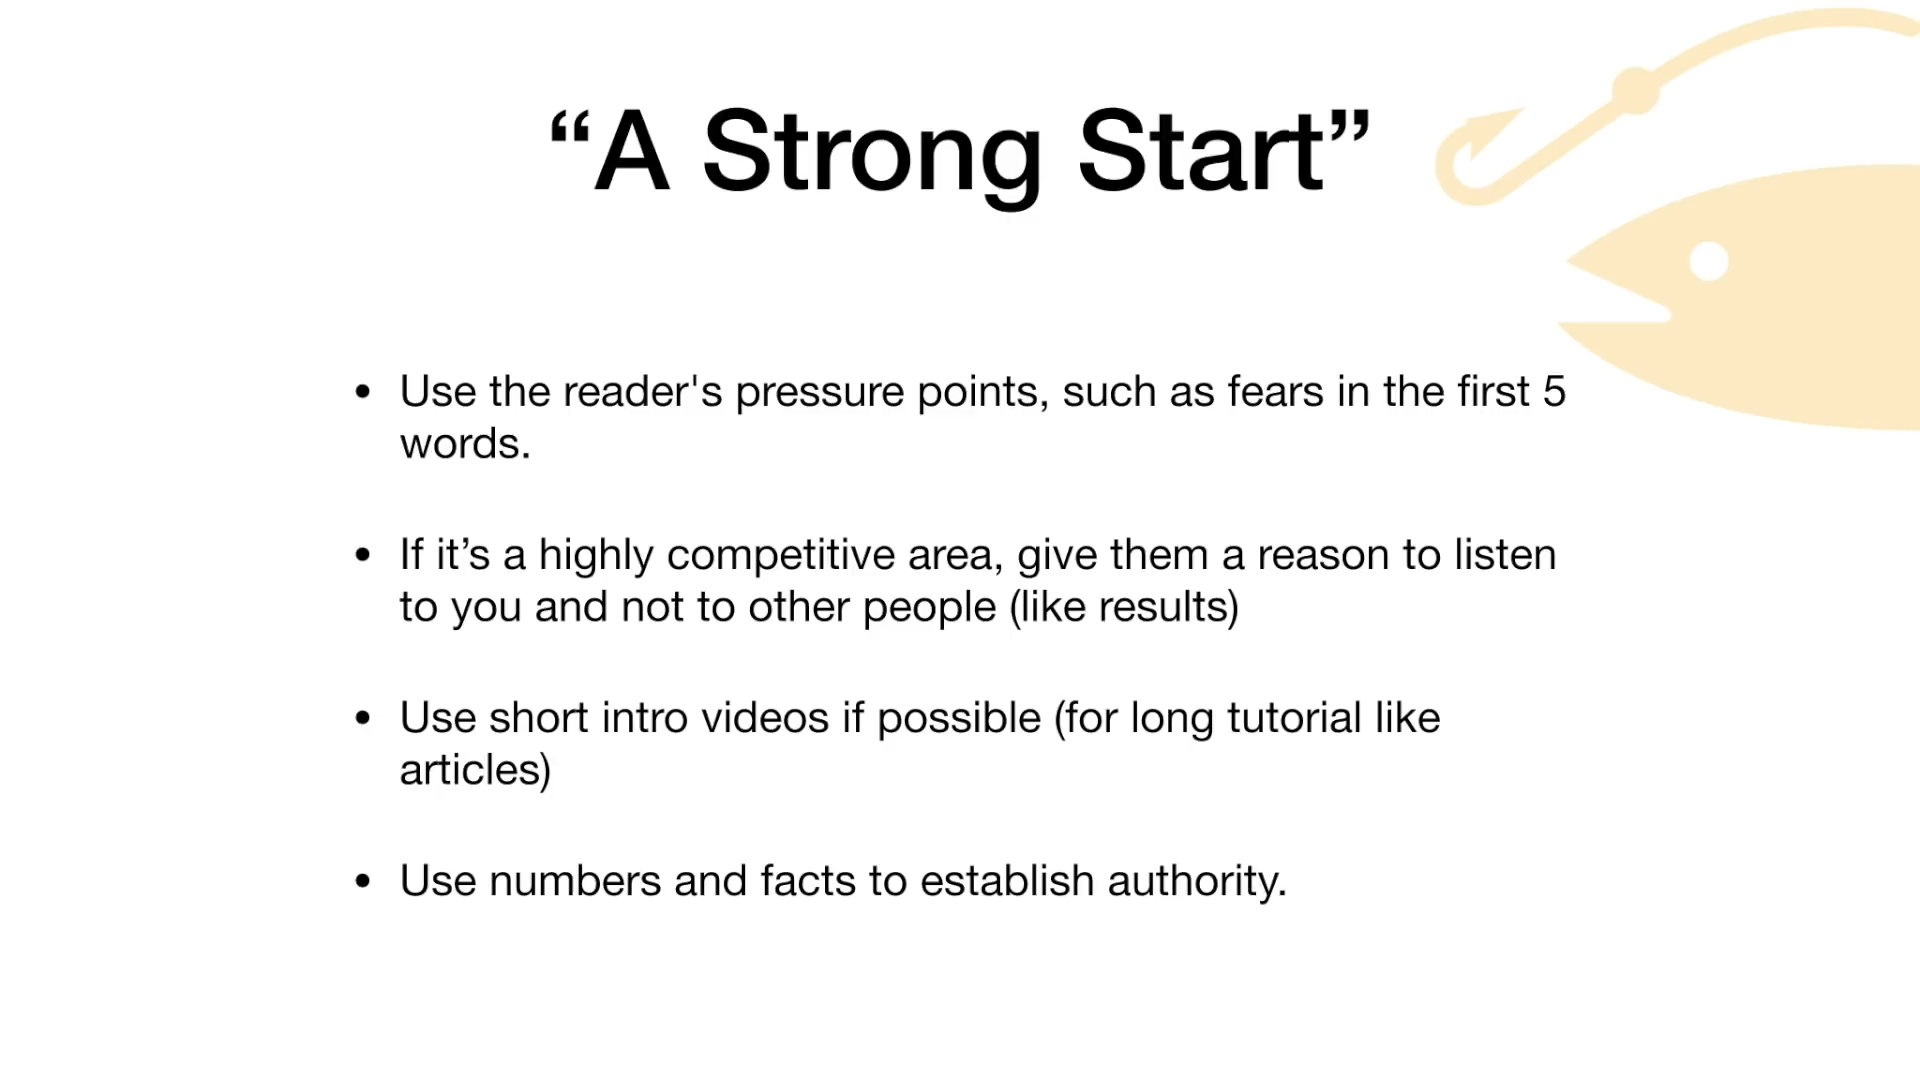 “A Strong Start”
• Use the reader's pressure points, such as fears in the first 5
words.
• If it’s a highly competitive area, give them a reason to listen
to you and not to other people (like results)
• Use short intro videos if possible (for long tutorial like
articles)
• Use numbers and facts to establish authority.